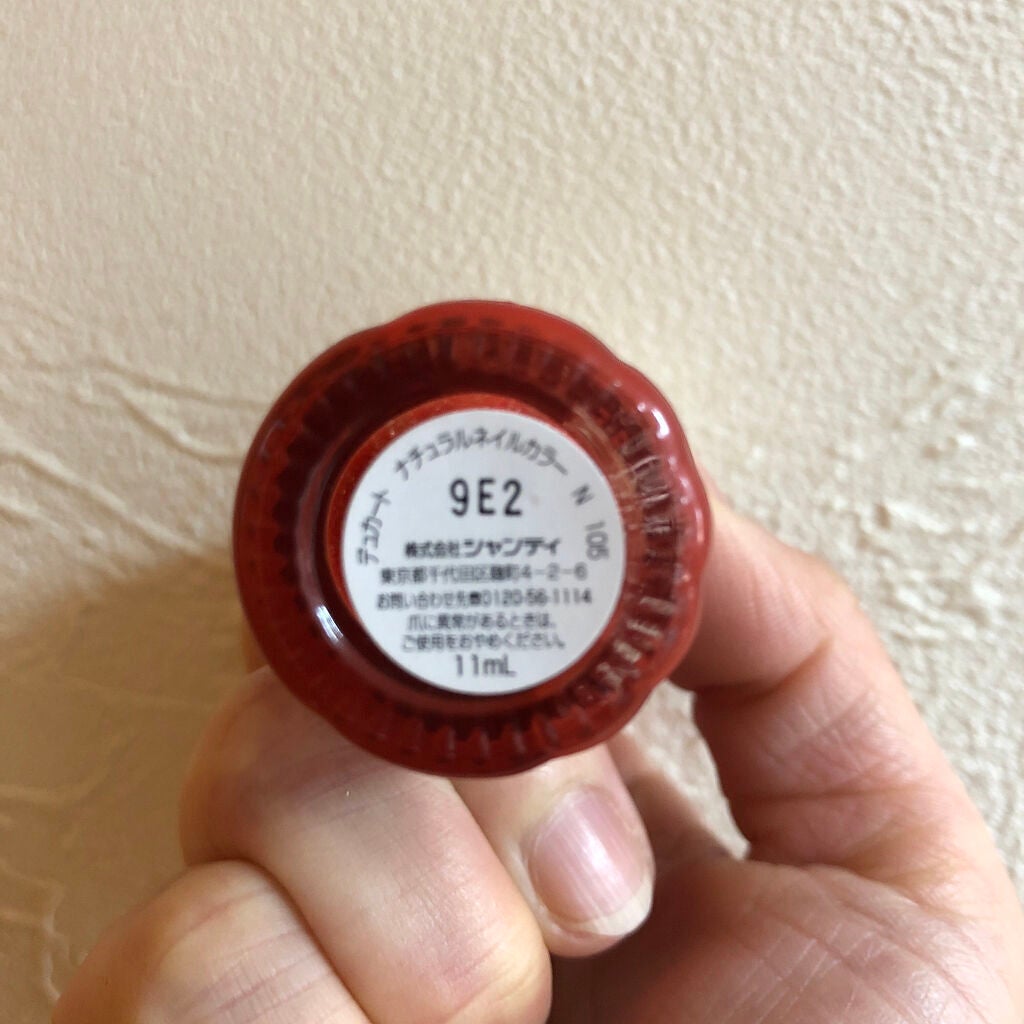 デュカート ナチュラルネイルカラー N 105
9E2
株式会社シャンティ
東京都千代田区麹町4-2-6
お問い合わせ先☎0120-56-1114
爪に異常があるときは、
ご使用をおやめください。
11mL